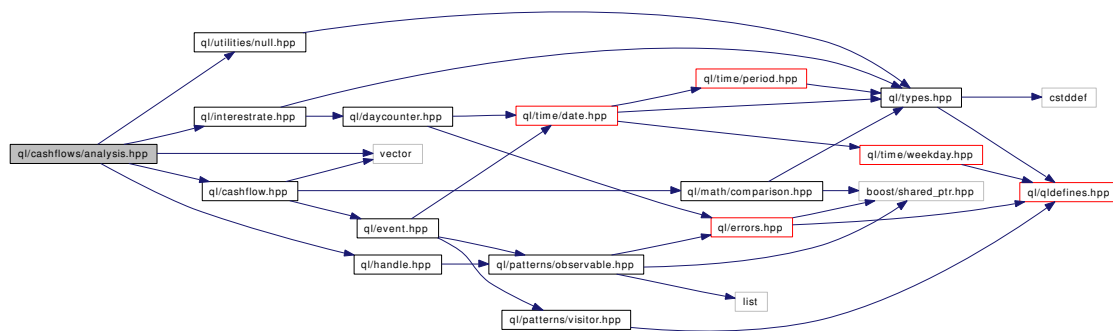 ql/cashflows/analysis.hpp
ql/utilities/null.hpp
ql/interestrate.hpp
ql/cashflow.hpp
ql/daycounter.hpp
vector
ql/event.hpp
ql/handle.hpp
ql/time/date.hpp
ql/patterns/observable.hpp
ql/patterns/visitor.hpp
ql/time/period.hpp
ql/math/comparison.hpp
ql/errors.hpp
list
ql/types.hpp
ql/time/weekday.hpp
boost/shared_ptr.hpp
cstddef
ql/qldefines.hpp